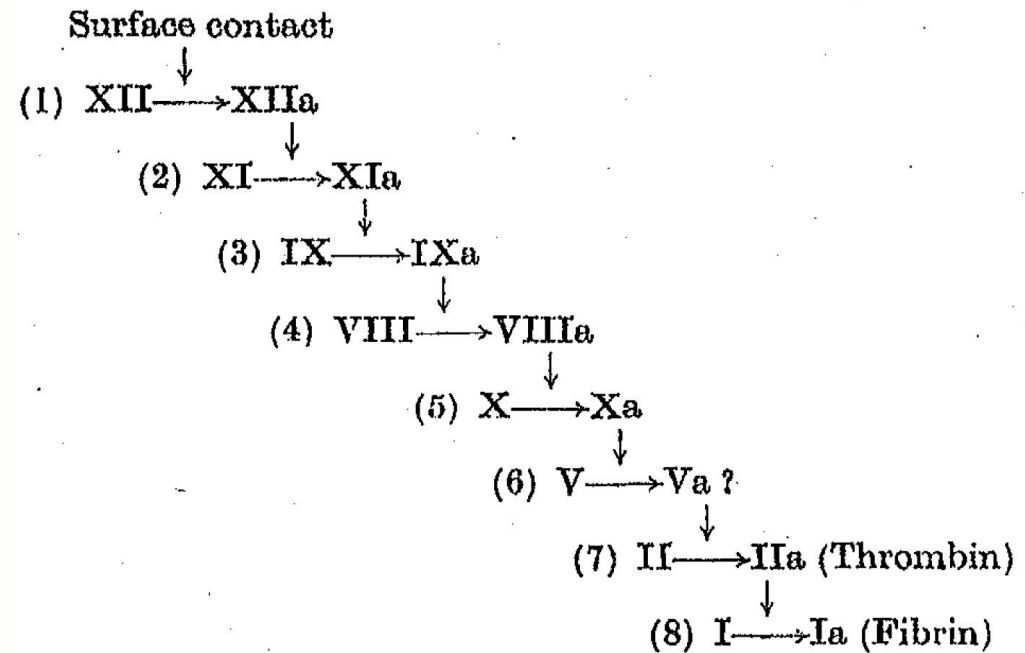 Surface contact
(1) XII XIIa
(2) XI XIa
(3) IX IXa
(4) VIII VIIIa
(5) X Xa
(6) V Va ?
(7) II IIa (Thrombin)
(8) I Ia (Fibrin)